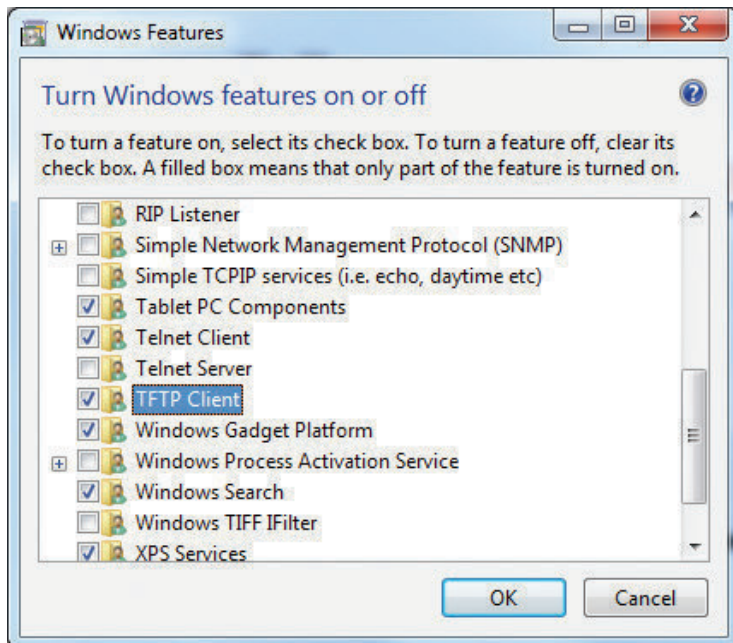 Windows Features
Turn Windows features on or off
To turn a feature on, select its check box. To turn a feature off, clear its
check box. A filled box means that only part of the feature is turned on.
RIP Listener
Simple Network Management Protocol (SNMP)
Simple TCPIP services (i.e. echo, daytime etc)
Tablet PC Components
Telnet Client
Telnet Server
TFTP Client
Windows Gadget Platform
Windows Process Activation Service
Windows Search
Windows TIFF IFilter
XPS Services
OK Cancel